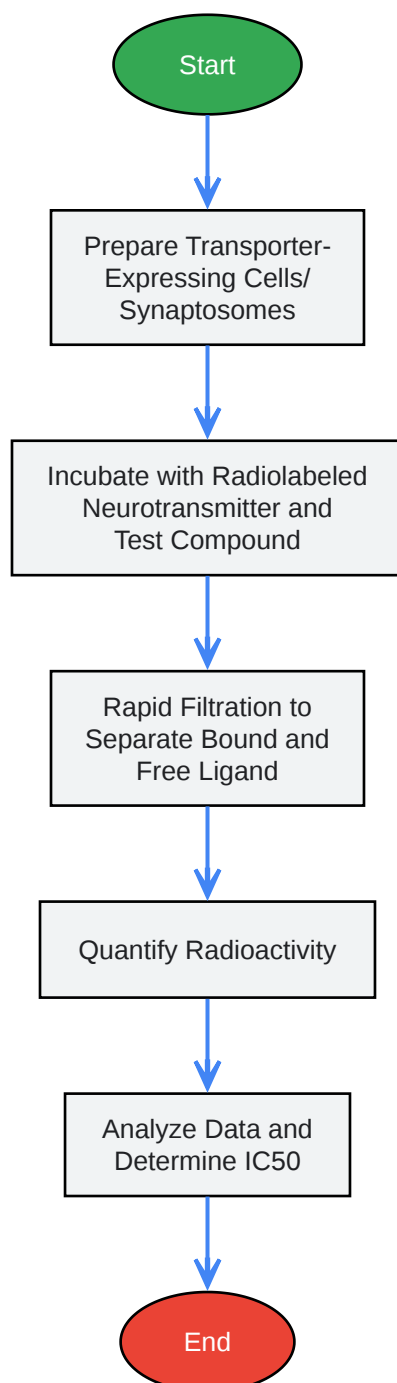 Start
Prepare Transporter-
Expressing Cells/
Synaptosomes
Incubate with Radiolabeled
Neurotransmitter and
Test Compound
Rapid Filtration to
Separate Bound and
Free Ligand
Quantify Radioactivity
Analyze Data and
Determine IC50
End